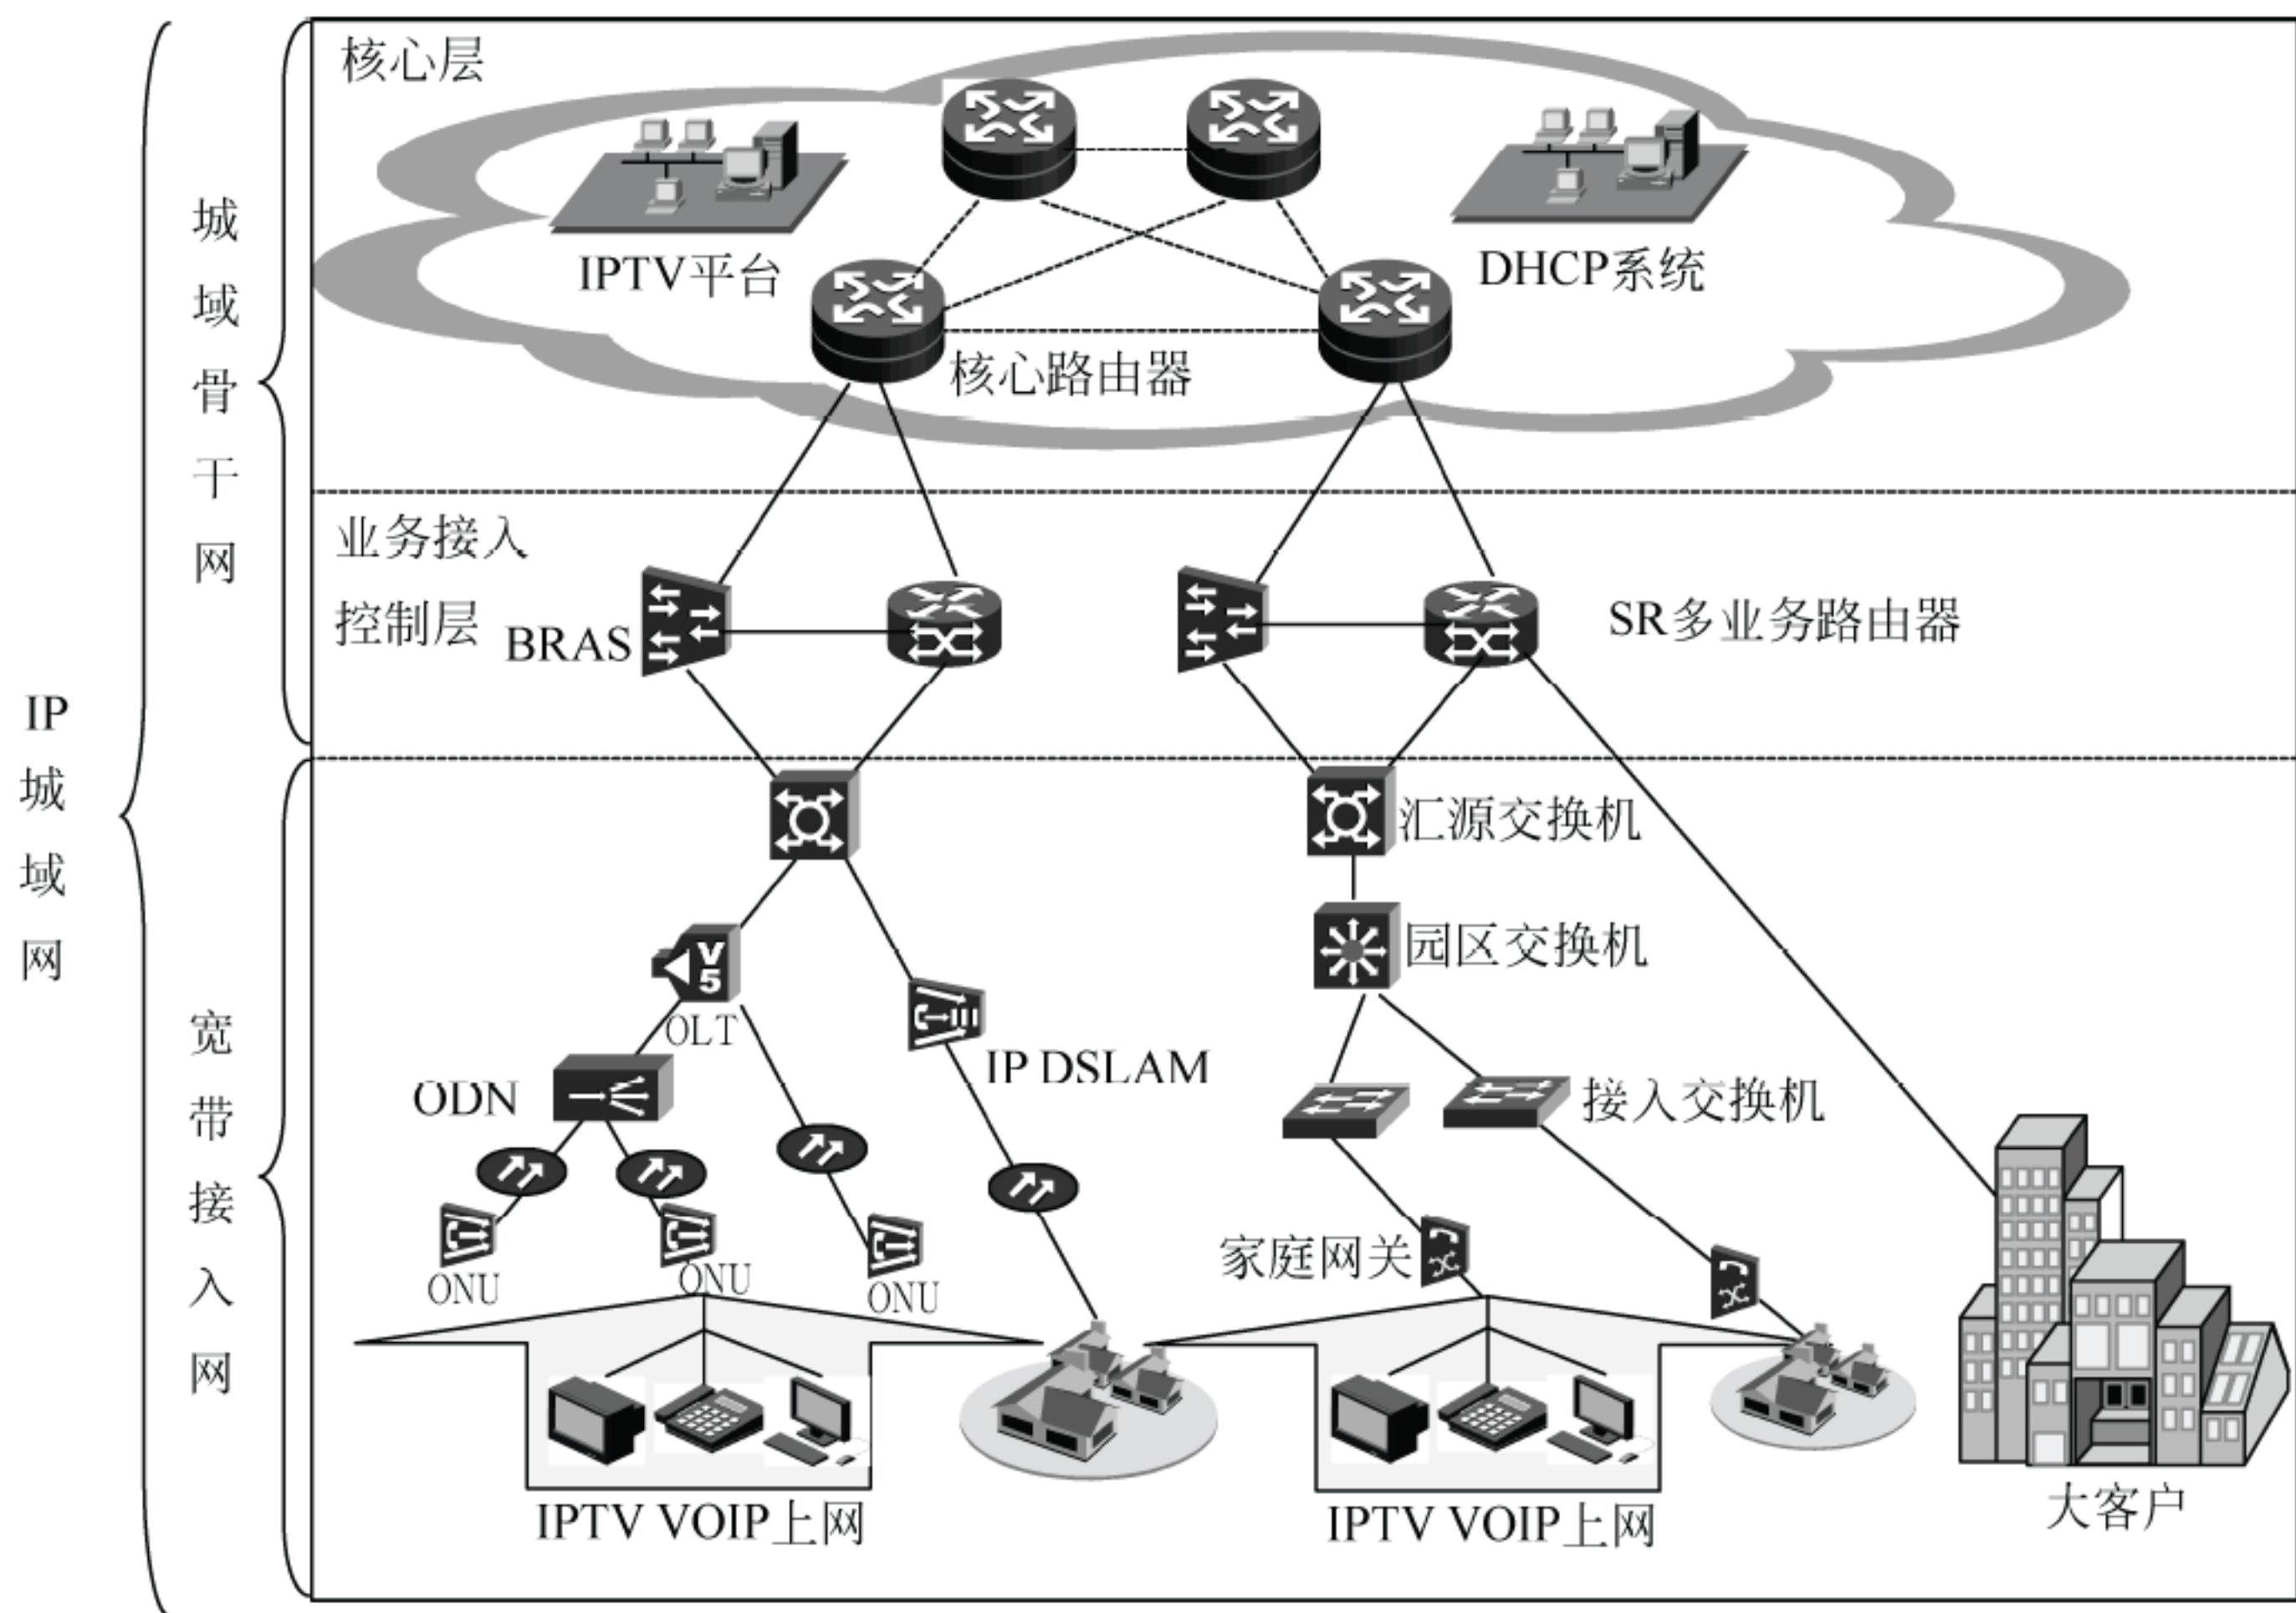 核心层
IPTV平台
DHCP系统
核心路由器
城域骨干网
业务接入
控制层
BRAS
SR多业务路由器
IP城域网
汇源交换机
园区交换机
V5
OLT
ODN
IP DSLAM
接入交换机
宽带接入网
ONU
ONU
ONU
家庭网关
IPTV VOIP上网
IPTV VOIP上网
大客户